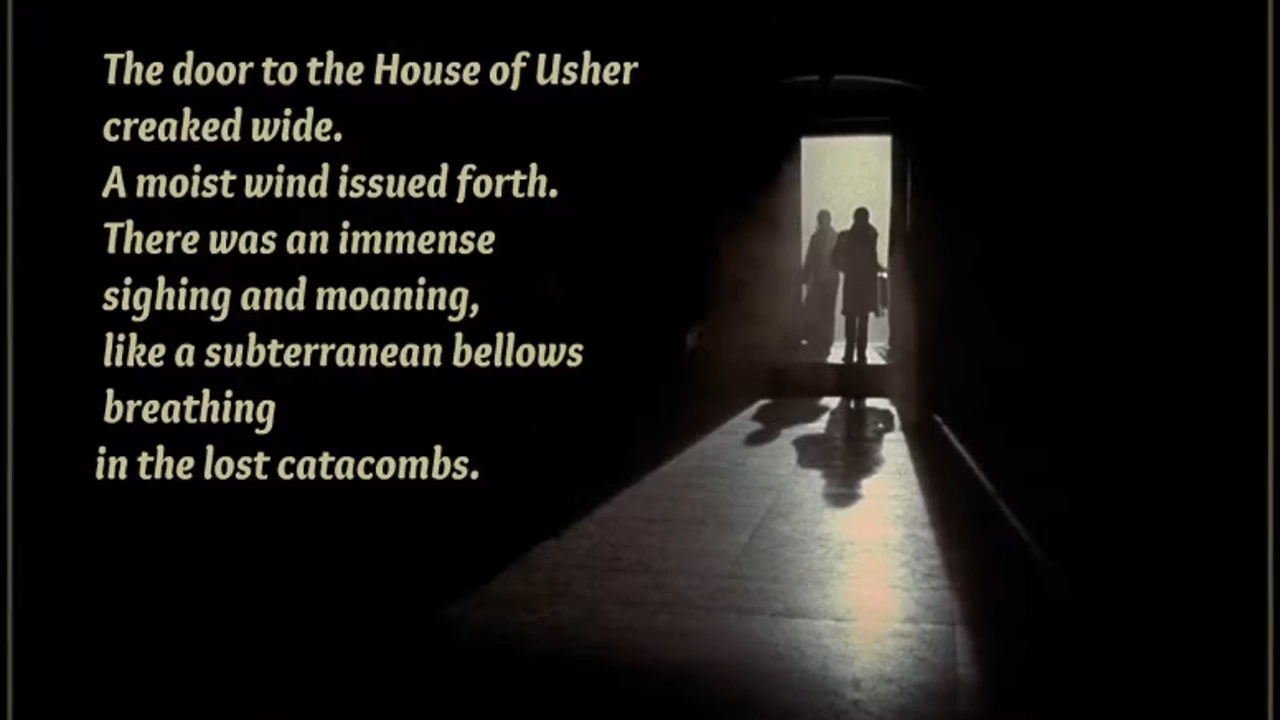 The door to the House of Usher
creaked wide.
A moist wind issued forth.
There was an immense
sighing and moaning,
like a subterranean bellows
breathing
in the lost catacombs.